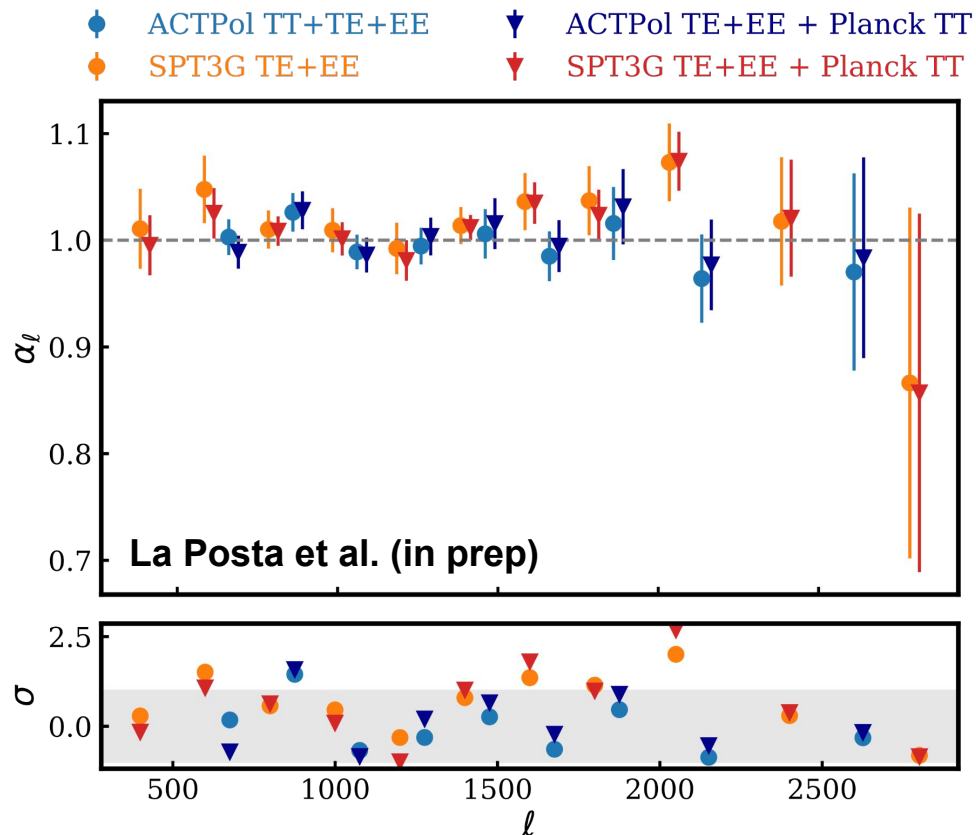 ACTPol TT+TE+EE
ACTPol TE+EE + Planck TT
SPT3G TE+EE
SPT3G TE+EE + Planck TT
1.1
1.0
0.9
0.8
0.7
αℓ
La Posta et al. (in prep)
2.5
0.0
σ
500
1000
1500
2000
2500
ℓ